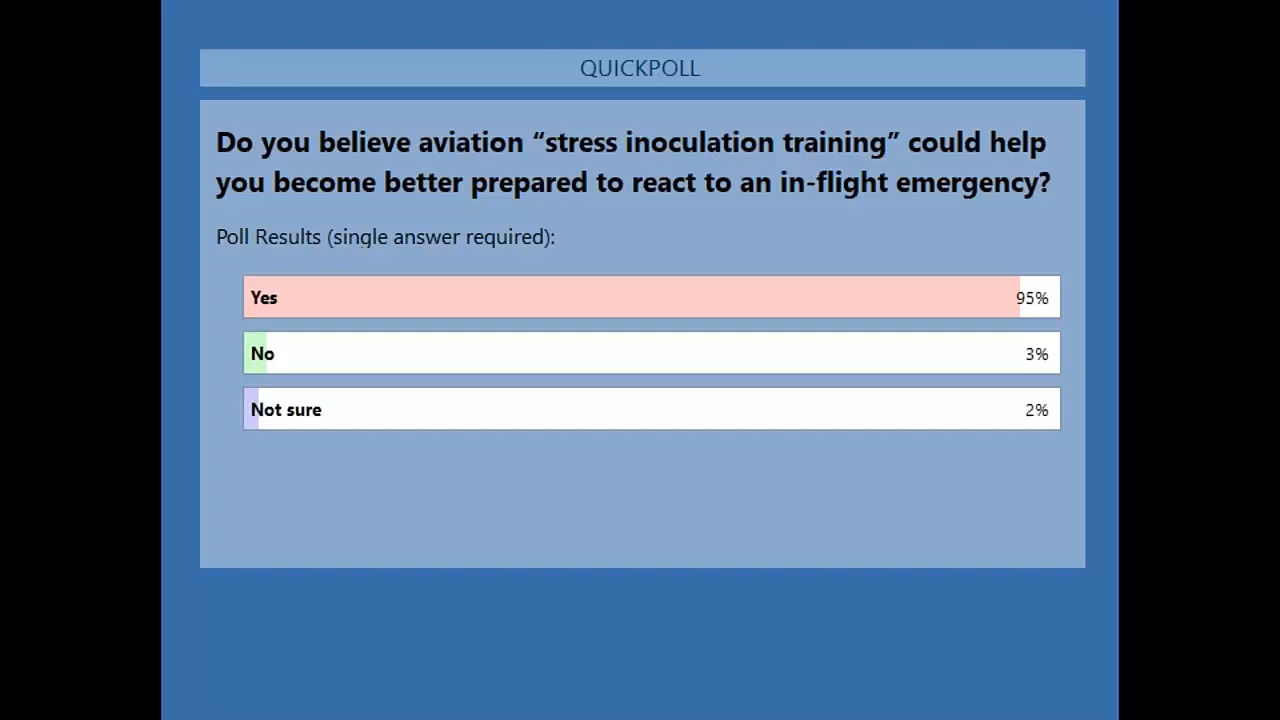 QUICKPOLL
Do you believe aviation “stress inoculation training” could help
you become better prepared to react to an in-flight emergency?
Poll Results (single answer required):
Yes 95%
No 3%
Not sure 2%